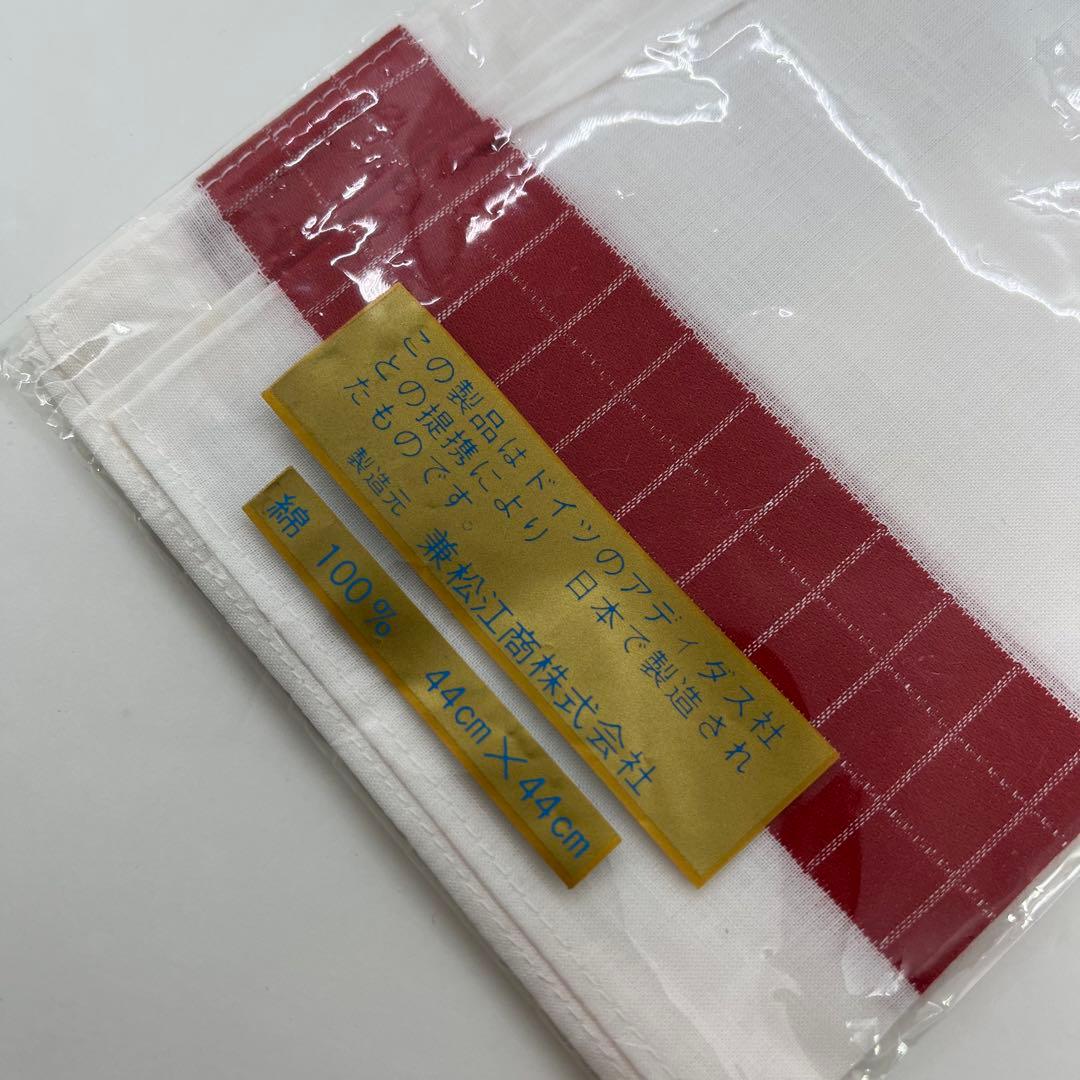 この製品はドイツのアディダス社
との提携により 日本で製造され
たものです。
製造元 兼松江商株式会社
綿 100% 44cm×44cm